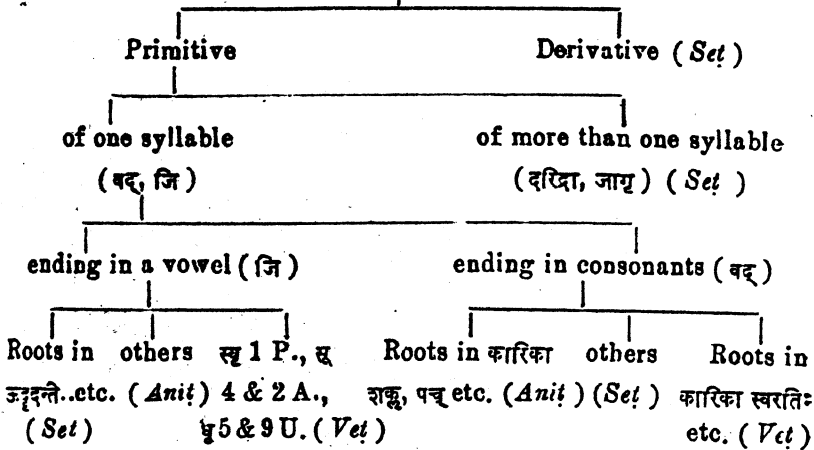 Primitive Derivative ( Seṭ )
of one syllable of more than one syllable
( वद्, जि ) ( दरिद्रा, जागृ ) ( Seṭ )
ending in a vowel ( जि ) ending in consonants ( वद् )
Roots in others स्वृ 1 P., सू Roots in कारिका others Roots in
ऊदृदन्तै..etc. ( Aniṭ ) 4 & 2 A., शकॢ, पच् etc. ( Aniṭ ) ( Seṭ ) कारिका स्वरतिः
( Set ) धू 5 & 9 U. ( Veṭ ) etc. ( Veṭ )